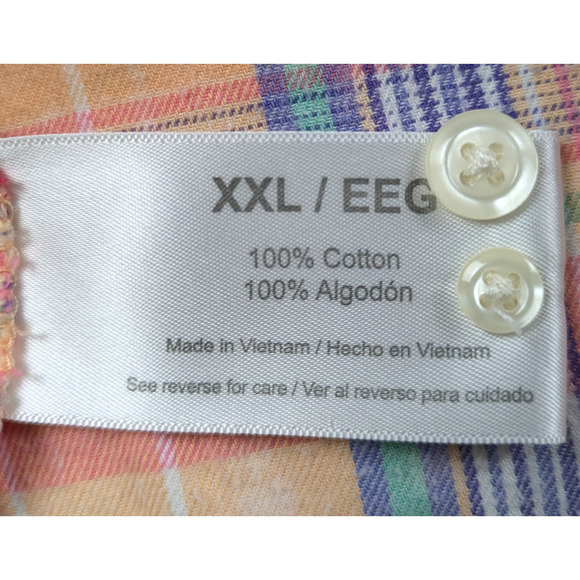 XXL / EEG
100% Cotton
100% Algodón
Made in Vietnam / Hecho en Vietnam
See reverse for care / Ver al reverso para cuidado